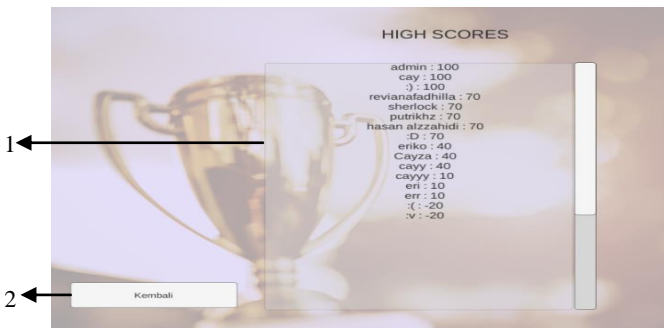 HIGH SCORES
admin : 100
cay : 100
:) : 100
revianafadhilla : 70
sherlock : 70
putrikhz : 70
hasan alzzahidi : 70
:D : 70
eriko : 40
Cayza : 40
cayy : 40
cayyy : 10
eri : 10
err : 10
:( : -20
:v : -20
1
2
Kembali